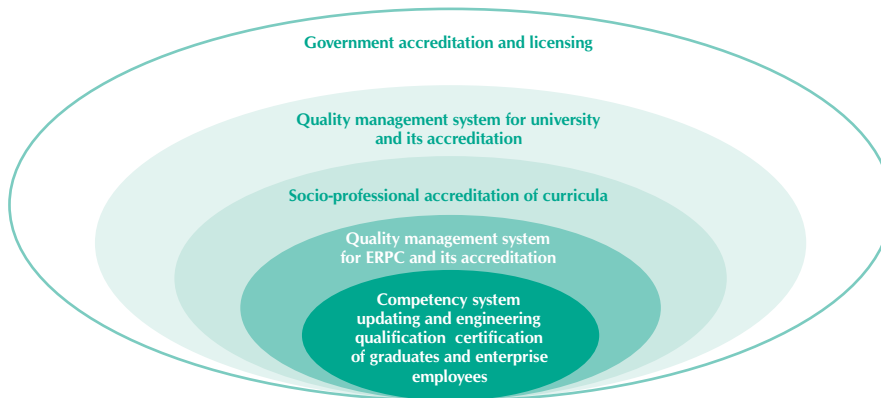 Government accreditation and licensing
Quality management system for university
and its accreditation
Socio-professional accreditation of curricula
Quality management system
for ERPC and its accreditation
Competency system
updating and engineering
qualification certification
of graduates and enterprise
employees